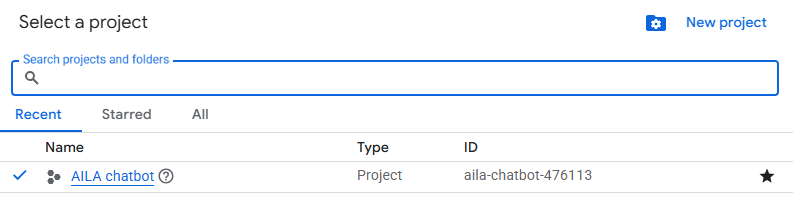 Select a project
New project
Search projects and folders
Recent Starred All
Name Type ID
AILA chatbot Project aila-chatbot-476113